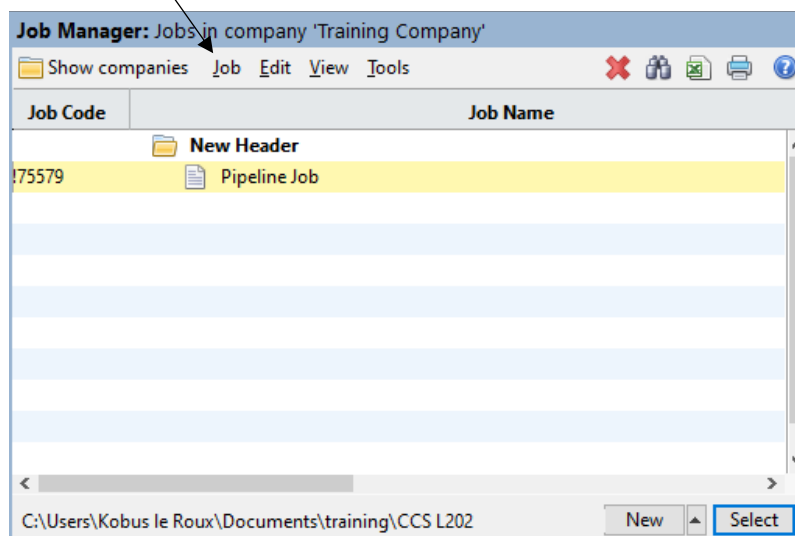 Job Manager: Jobs in company 'Training Company'
Show companies Job Edit View Tools
Job Code Job Name
New Header
!75579 Pipeline Job
C:\Users\Kobus le Roux\Documents\training\CCS L202 New Select